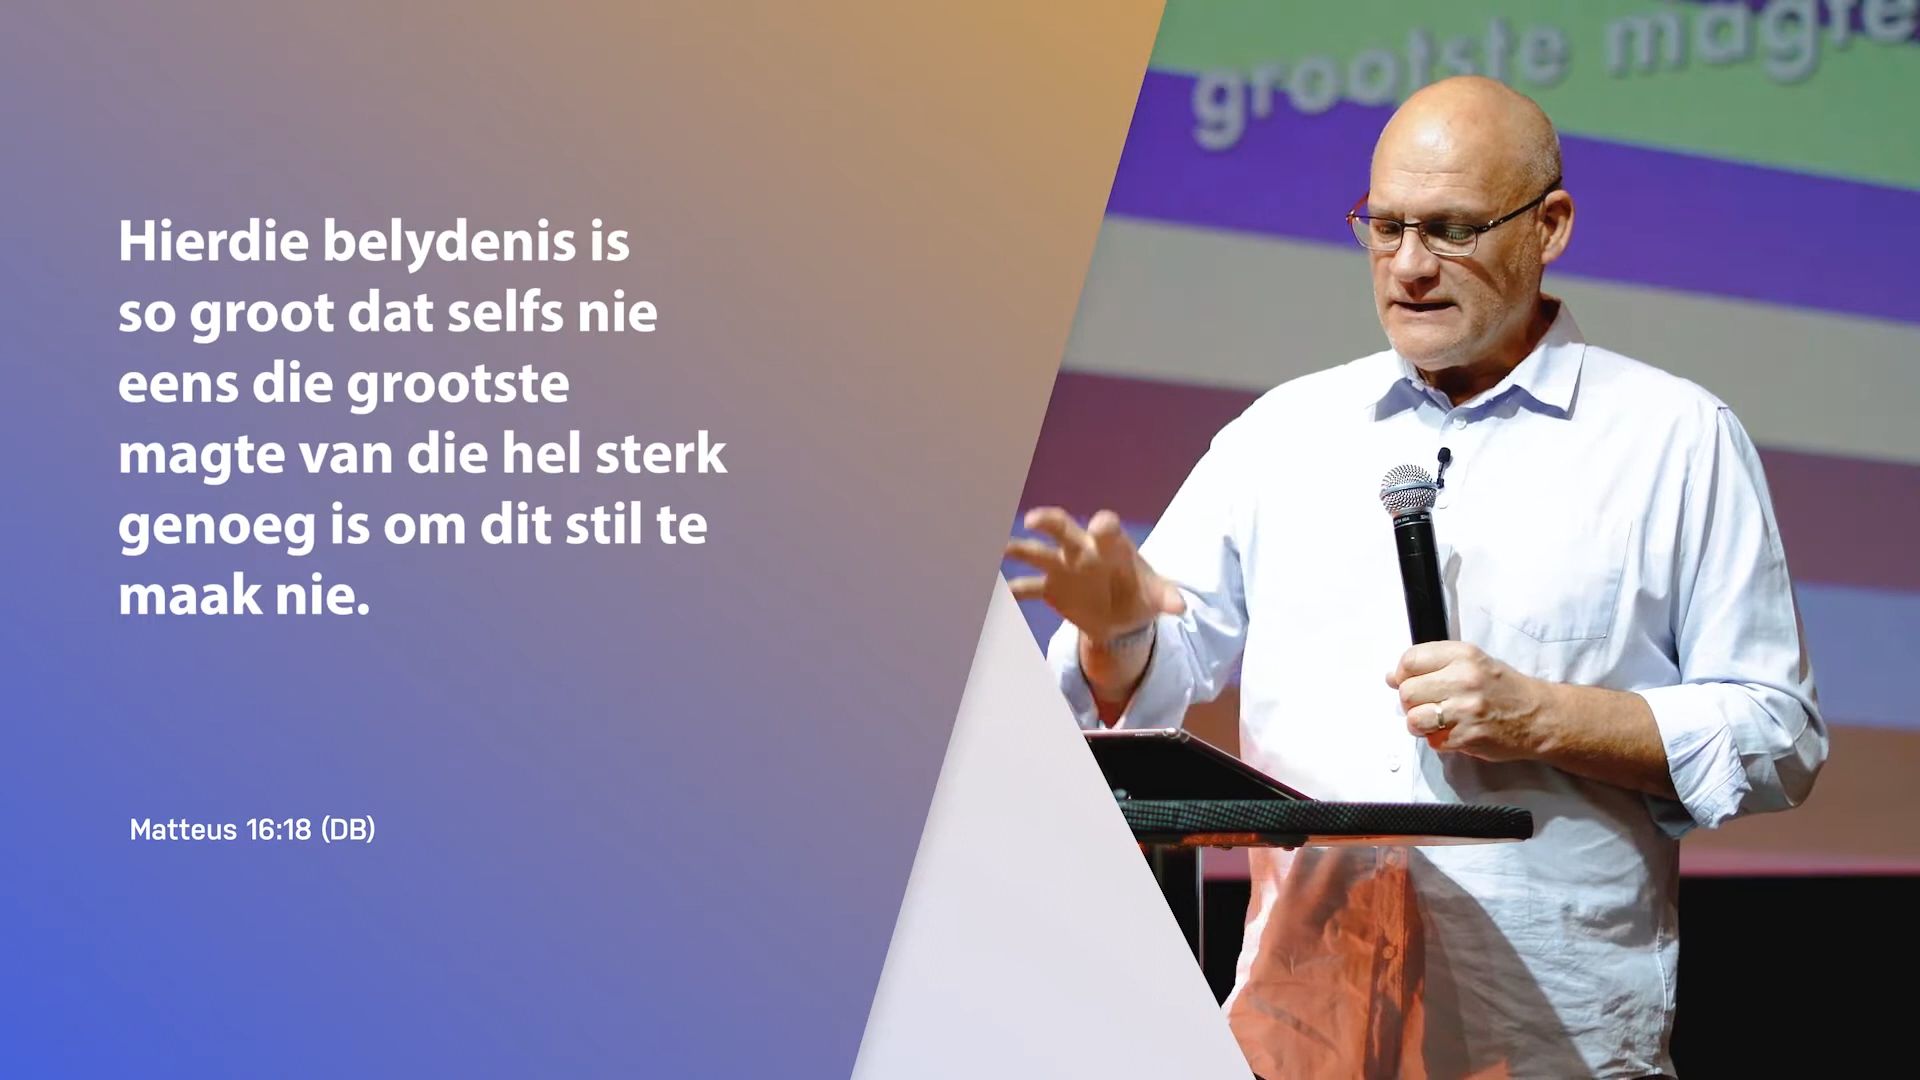 Hierdie belydenis is
so groot dat selfs nie
eens die grootste
magte van die hel sterk
genoeg is om dit stil te
maak nie.
Matteus 16:18 (DB)
grootste magte